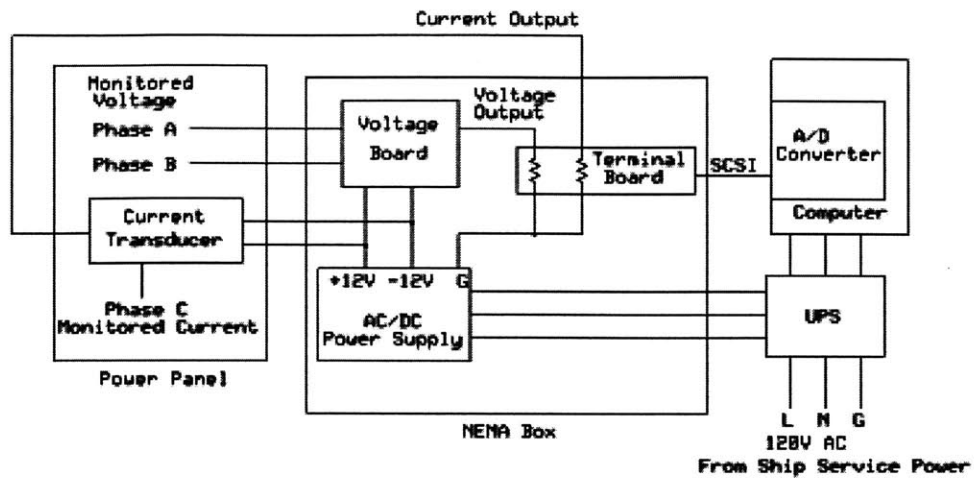 Current Output
Monitored
Voltage
Phase A
Phase B
Current
Transducer
Phase C
Monitored Current
Power Panel
Voltage
Board
Voltage
Output
Terminal
Board
+12V -12V G
AC/DC
Power Supply
NEMA Box
SCSI
A/D
Converter
Computer
UPS
L N G
120V AC
From Ship Service Power